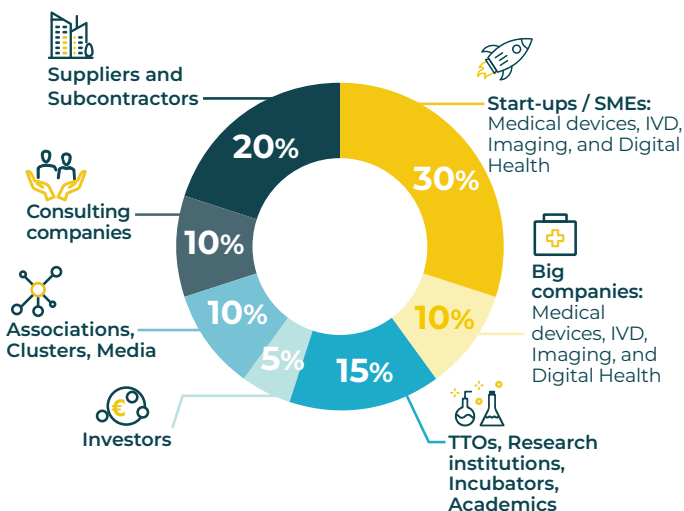 Suppliers and
Subcontractors
20%
Start-ups / SMEs:
Medical devices, IVD,
Imaging, and Digital
Health
30%
Consulting
companies
10%
Big
companies:
Medical
devices, IVD,
Imaging, and
Digital Health
10%
Associations,
Clusters, Media
10%
Investors
€
5%
15%
TTOs, Research
institutions,
Incubators,
Academics